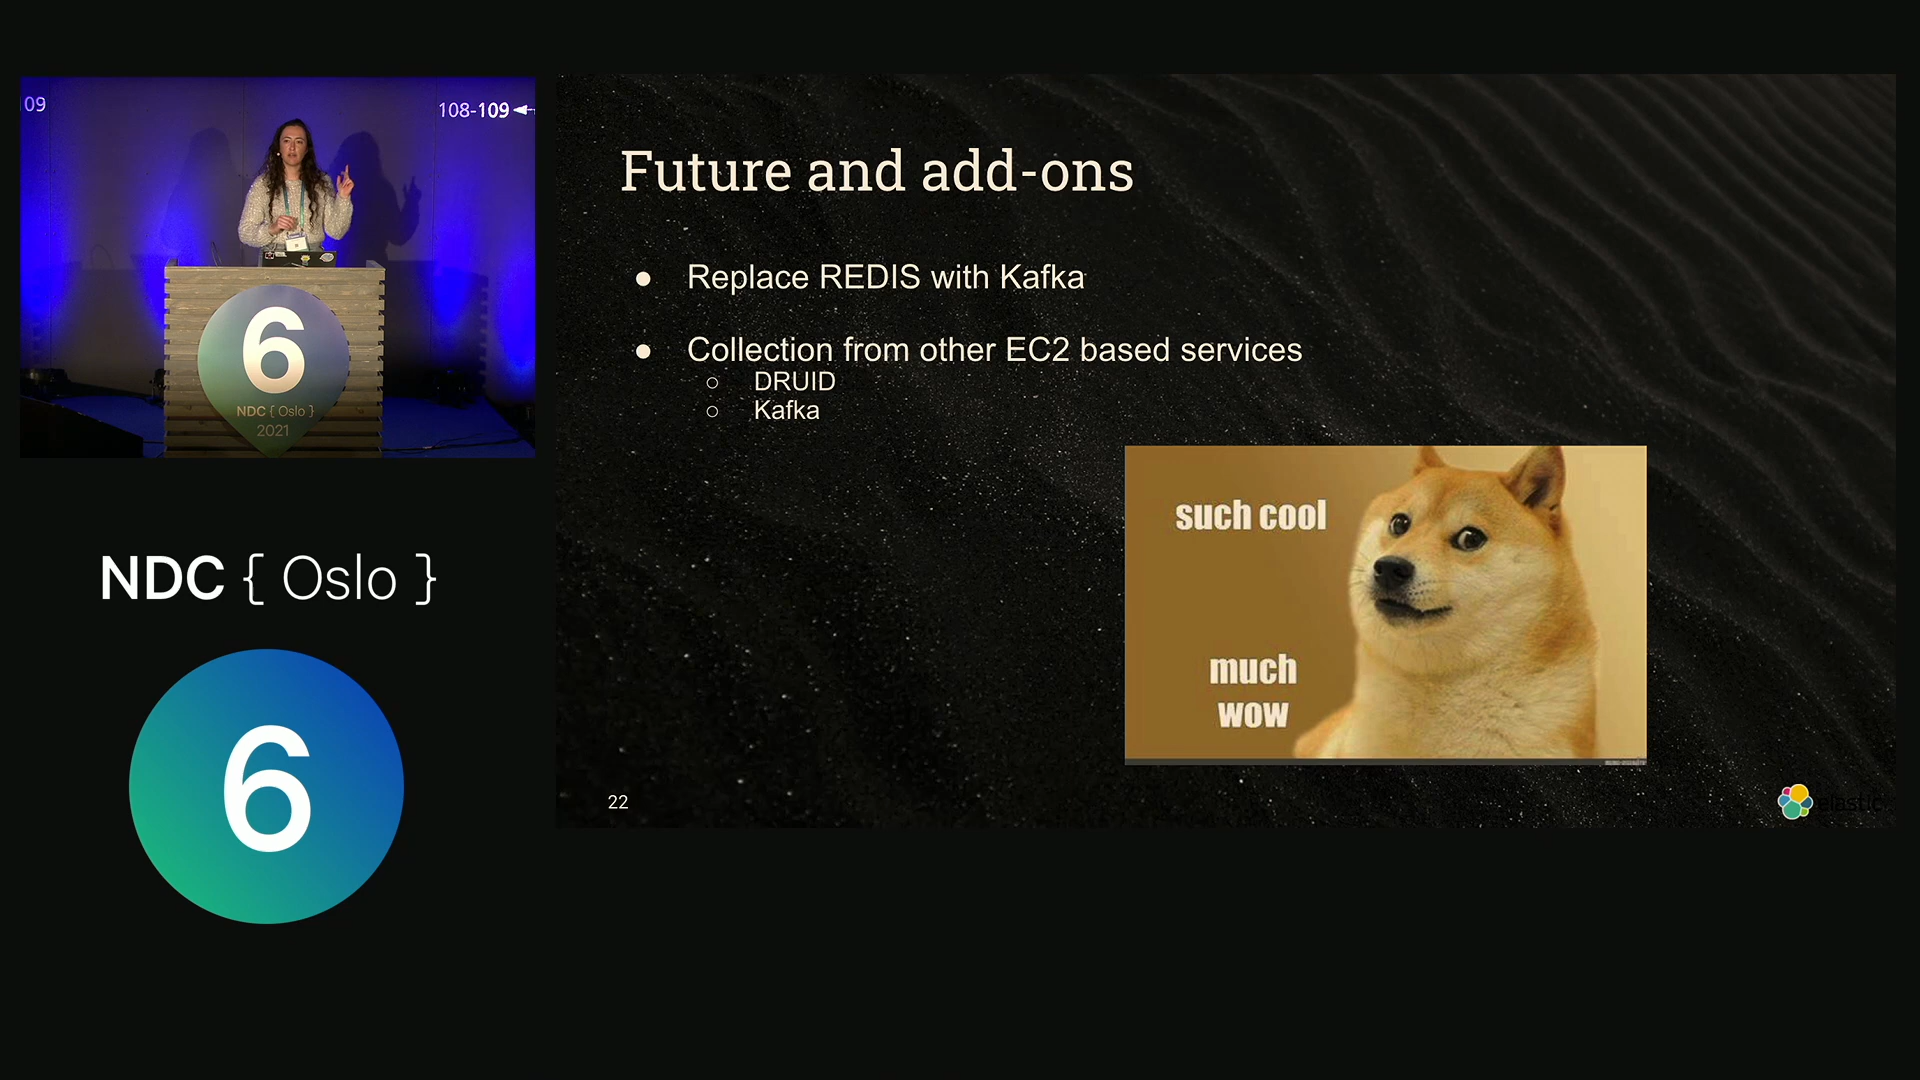 09
108-109
6
NDC { Oslo }
2021
NDC { Oslo }
6
Future and add-ons
● Replace REDIS with Kafka
● Collection from other EC2 based services
○ DRUID
○ Kafka
such cool
much
wow
22
elastic